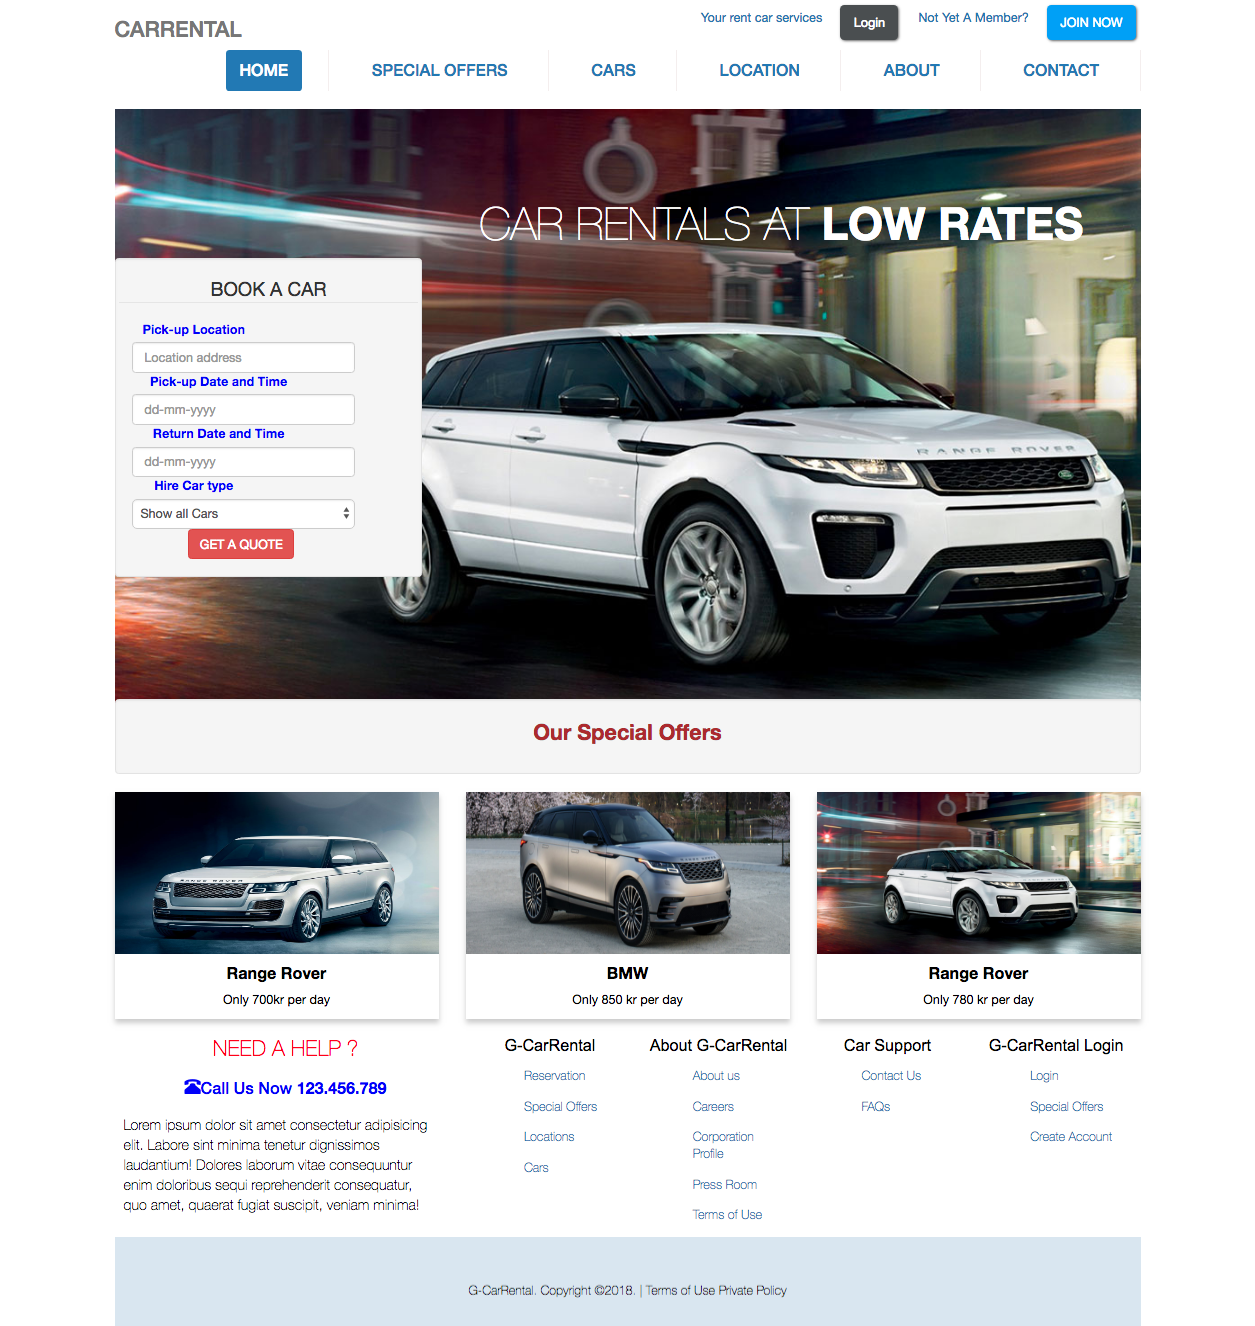 CARRENTAL
Your rent car services
Login
Not Yet A Member?
JOIN NOW
HOME
SPECIAL OFFERS
CARS
LOCATION
ABOUT
CONTACT
CAR RENTALS AT LOW RATES
BOOK A CAR
Pick-up Location
Location address
Pick-up Date and Time
dd-mm-yyyy
Return Date and Time
dd-mm-yyyy
Hire Car type
Show all Cars
GET A QUOTE
RANGE ROVER
Our Special Offers
RANGE ROVER
Range Rover
Only 700kr per day
BMW
Only 850 kr per day
Range Rover
Only 780 kr per day
NEED A HELP ?
Call Us Now 123.456.789
Lorem ipsum dolor sit amet consectetur adipisicing
elit. Labore sint minima tenetur dignissimos
laudantium! Dolores laborum vitae consequuntur
enim doloribus sequi reprehenderit consequatur,
quo amet, quaerat fugiat suscipit, veniam minima!
G-CarRental
Reservation
Special Offers
Locations
Cars
About G-CarRental
About us
Careers
Corporation
Profile
Press Room
Terms of Use
Car Support
Contact Us
FAQs
G-CarRental Login
Login
Special Offers
Create Account
G-CarRental. Copyright ©2018. | Terms of Use Private Policy